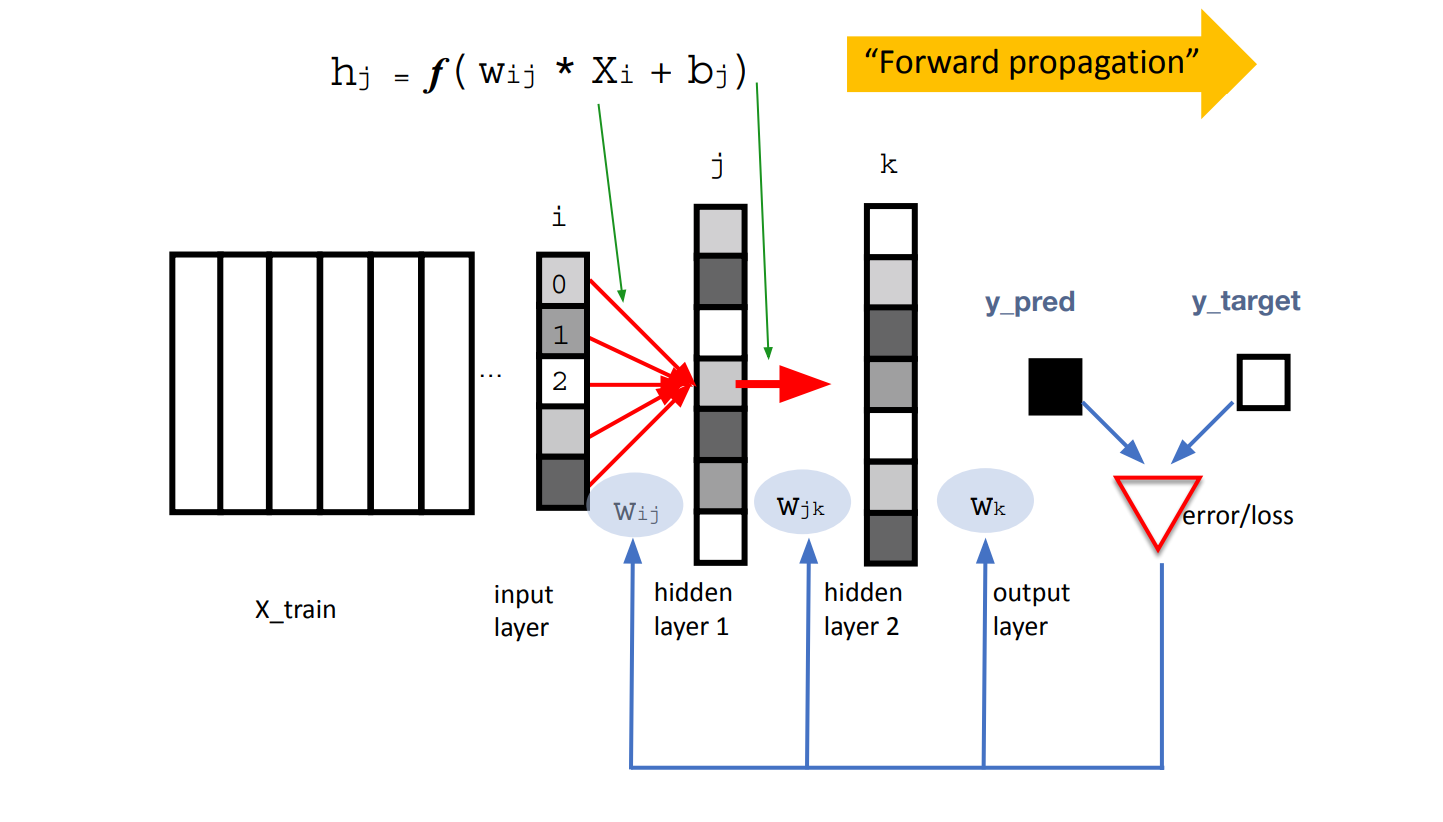 hj = f( wij * Xi + bj)
“Forward propagation”
j
k
i
0
1
2
...
y_pred
y_target
wij
wjk
wk
error/loss
X_train
input
layer
hidden
layer 1
hidden
layer 2
output
layer